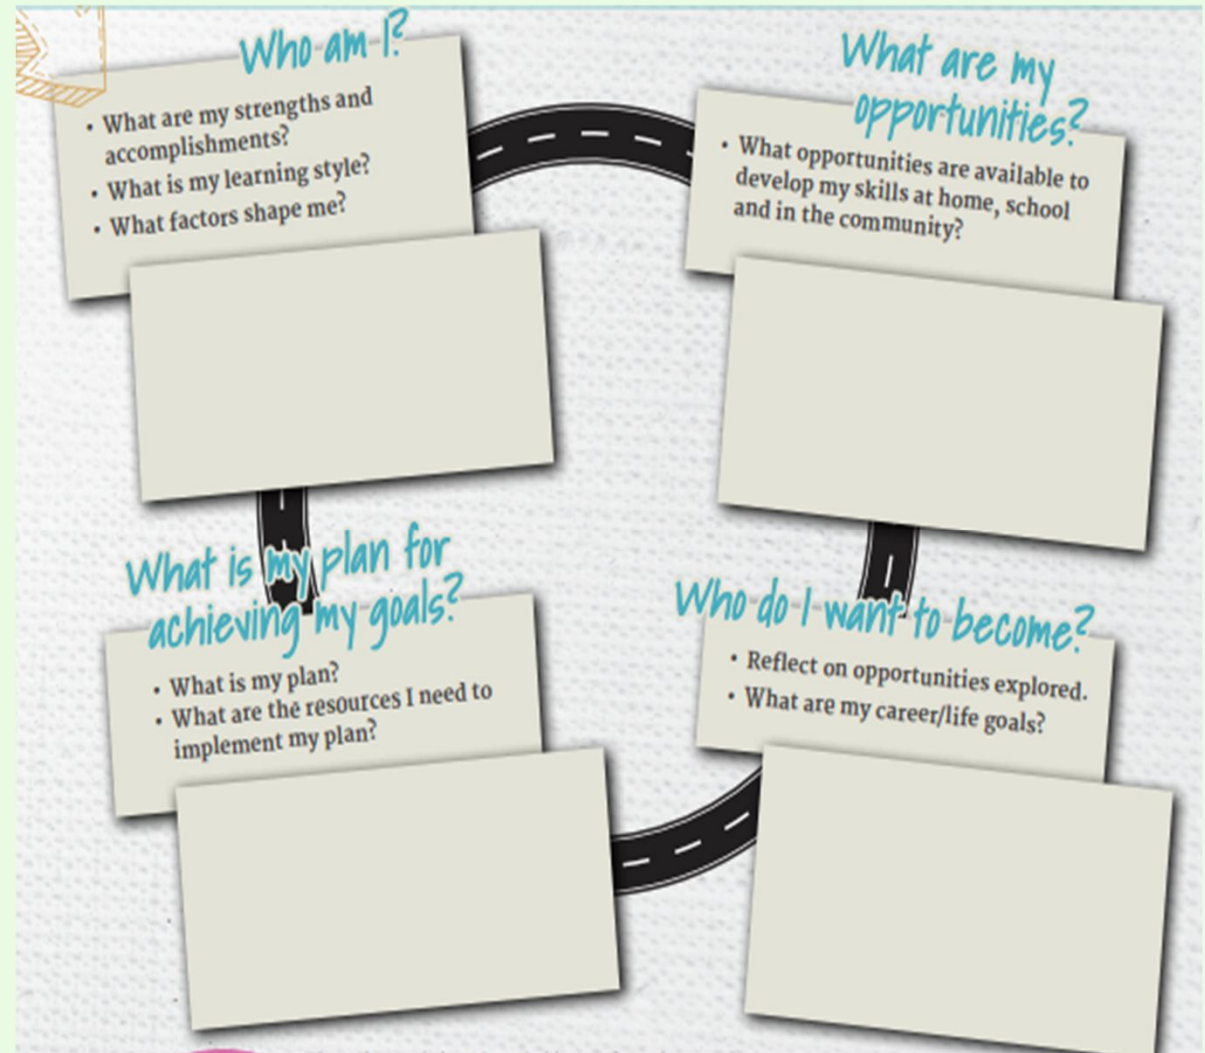 Who am I?
• What are my strengths and
accomplishments?
• What is my learning style?
• What factors shape me?
What are my
opportunities?
• What opportunities are available to
develop my skills at home, school
and in the community?
What is my plan for
achieving my goals?
• What is my plan?
• What are the resources I need to
implement my plan?
Who do I want to become?
• Reflect on opportunities explored.
• What are my career/life goals?